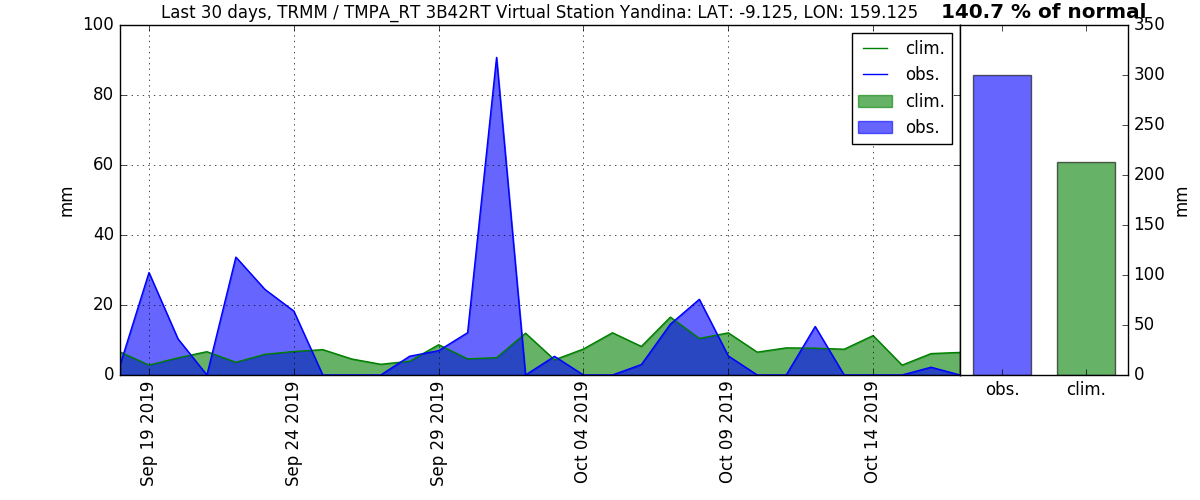 Last 30 days, TRMM / TMPA_RT 3B42RT Virtual Station Yandina: LAT: -9.125, LON: 159.125
140.7 % of normal
mm
100
80
60
40
20
0
clim.
obs.
clim.
obs.
350
300
250
200
150
100
50
0
mm
Sep 19 2019
Sep 24 2019
Sep 29 2019
Oct 04 2019
Oct 09 2019
Oct 14 2019
obs.
clim.